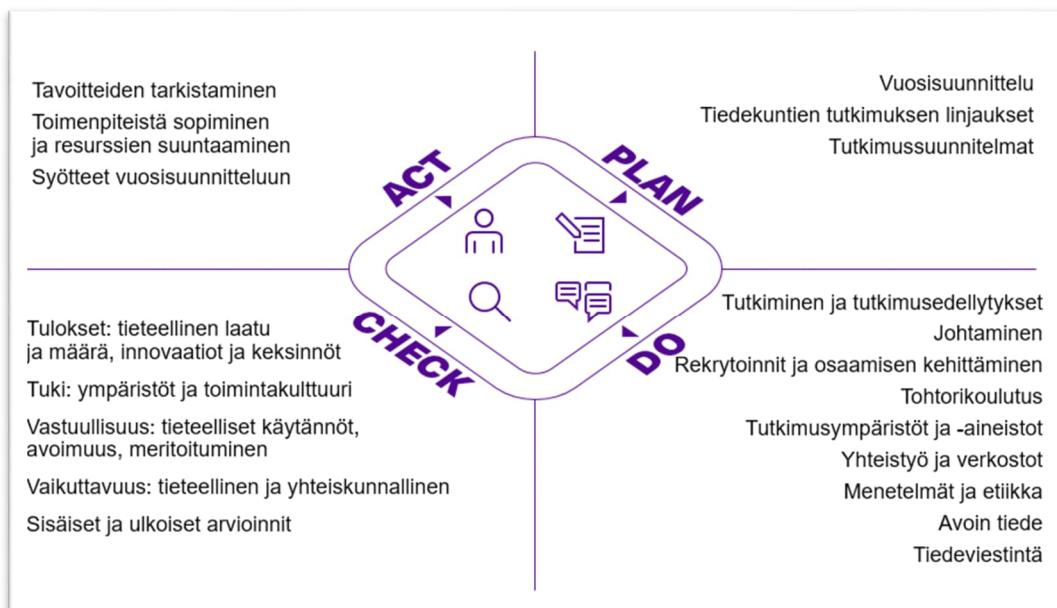 Tavoitteiden tarkistaminen
Toimenpiteistä sopiminen
ja resurssien suuntaaminen
Syötteet vuosisuunnitteluun
ACT
Vuosisuunnittelu
Tiedekuntien tutkimuksen linjaukset
Tutkimussuunnitelmat
PLAN
Tulokset: tieteellinen laatu
ja määrä, innovaatiot ja keksinnöt
Tuki: ympäristöt ja toimintakulttuuri
Vastuullisuus: tieteelliset käytännöt,
avoimuus, meritoituminen
Vaikuttavuus: tieteellinen ja yhteiskunnallinen
Sisäiset ja ulkoiset arvioinnit
CHECK
Tutkiminen ja tutkimusedellytykset
Johtaminen
Rekrytoinnit ja osaamisen kehittäminen
Tohtorikoulutus
Tutkimusympäristöt ja -aineistot
Yhteistyö ja verkostot
Menetelmät ja etiikka
Avoin tiede
Tiedeviestintä
DO